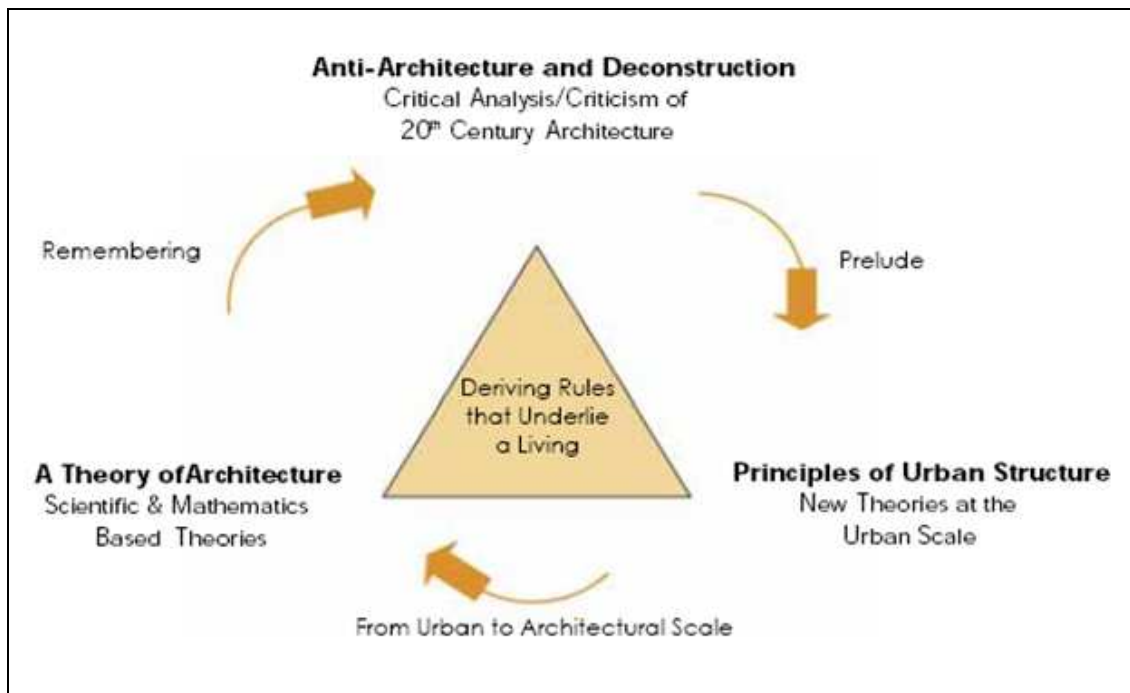 Anti-Architecture and Deconstruction
Critical Analysis/Criticism of
20th Century Architecture
Remembering
Prelude
Deriving Rules
that Underlie
a Living
A Theory ofArchitecture
Scientific & Mathematics
Based Theories
Principles of Urban Structure
New Theories at the
Urban Scale
From Urban to Architectural Scale